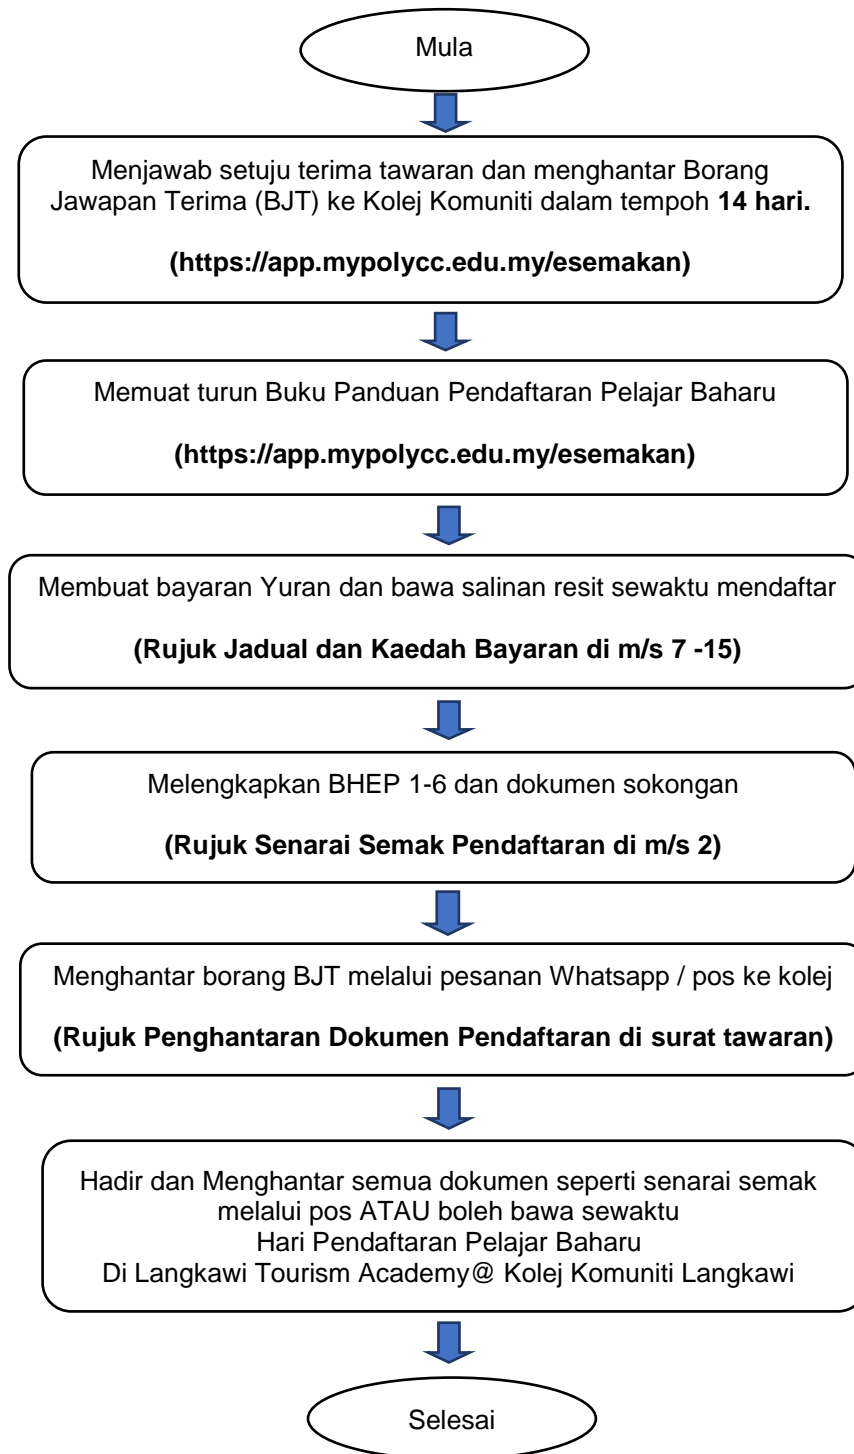 Mula
Menjawab setuju terima tawaran dan menghantar Borang
Jawapan Terima (BJT) ke Kolej Komuniti dalam tempoh 14 hari.
(https://app.mypolycc.edu.my/esemakan)
Memuat turun Buku Panduan Pendaftaran Pelajar Baharu
(https://app.mypolycc.edu.my/esemakan)
Membuat bayaran Yuran dan bawa salinan resit sewaktu mendaftar
(Rujuk Jadual dan Kaedah Bayaran di m/s 7 -15)
Melengkapkan BHEP 1-6 dan dokumen sokongan
(Rujuk Senarai Semak Pendaftaran di m/s 2)
Menghantar borang BJT melalui pesanan Whatsapp / pos ke kolej
(Rujuk Penghantaran Dokumen Pendaftaran di surat tawaran)
Hadir dan Menghantar semua dokumen seperti senarai semak
melalui pos ATAU boleh bawa sewaktu
Hari Pendaftaran Pelajar Baharu
Di Langkawi Tourism Academy@ Kolej Komuniti Langkawi
Selesai